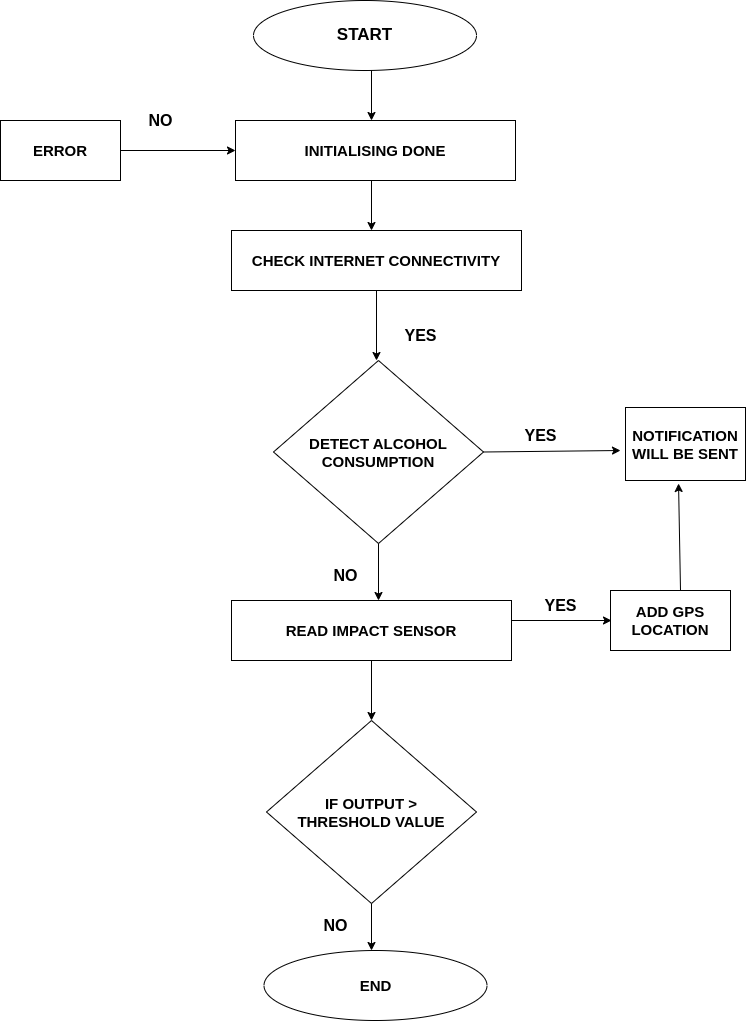 START
NO
ERROR
INITIALISING DONE
CHECK INTERNET CONNECTIVITY
YES
DETECT ALCOHOL
CONSUMPTION
YES
NOTIFICATION
WILL BE SENT
NO
READ IMPACT SENSOR
YES
ADD GPS
LOCATION
IF OUTPUT >
THRESHOLD VALUE
NO
END